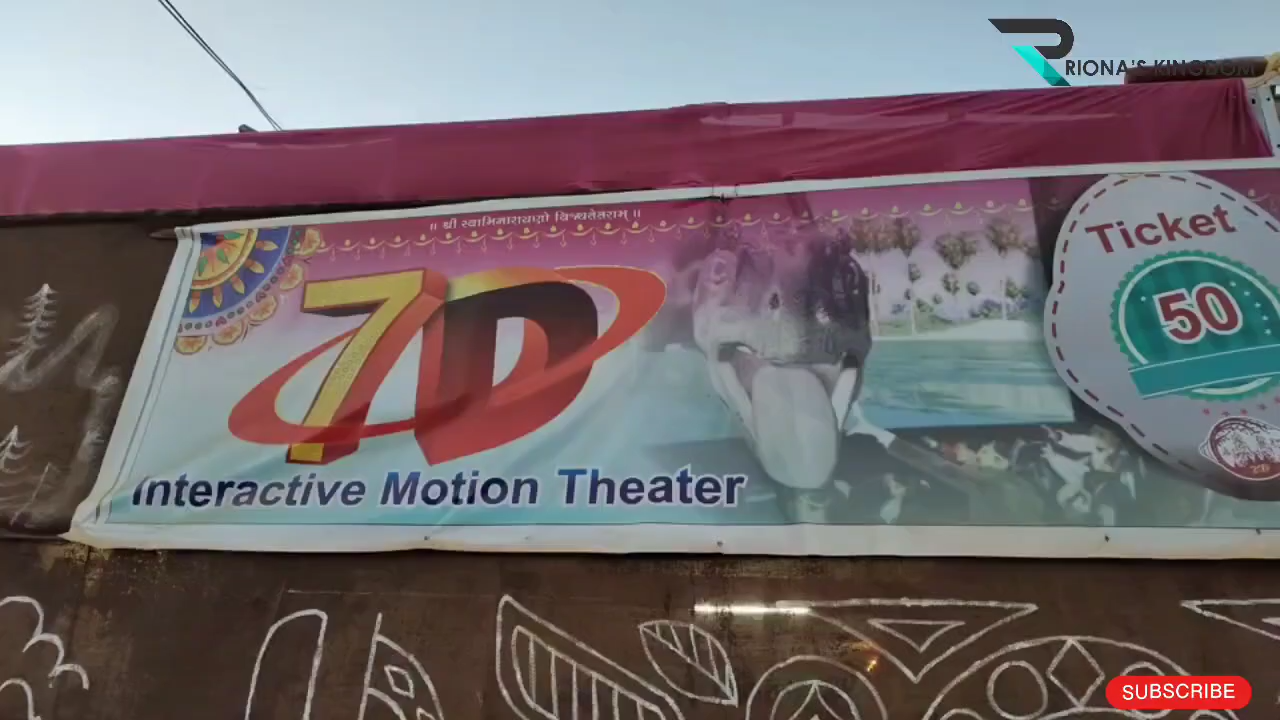 RIONA'S KINGDOM
॥ श्री स्वामिनारायणो विजयतेतराम् ॥
7D
Interactive Motion Theater
Ticket
50
SUBSCRIBE